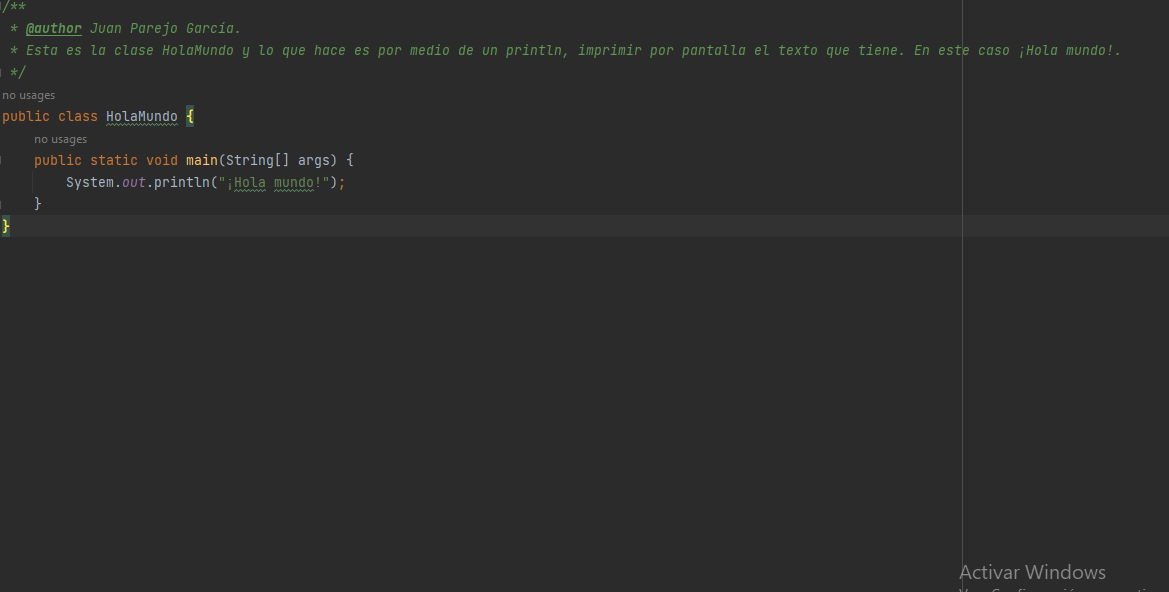 /**
* @author Juan Parejo García.
* Esta es la clase HolaMundo y lo que hace es por medio de un println, imprimir por pantalla el texto que tiene. En este caso ¡Hola mundo!.
*/
no usages
public class HolaMundo {
no usages
public static void main(String[] args) {
System.out.println("¡Hola mundo!");
}
}
Activar Windows